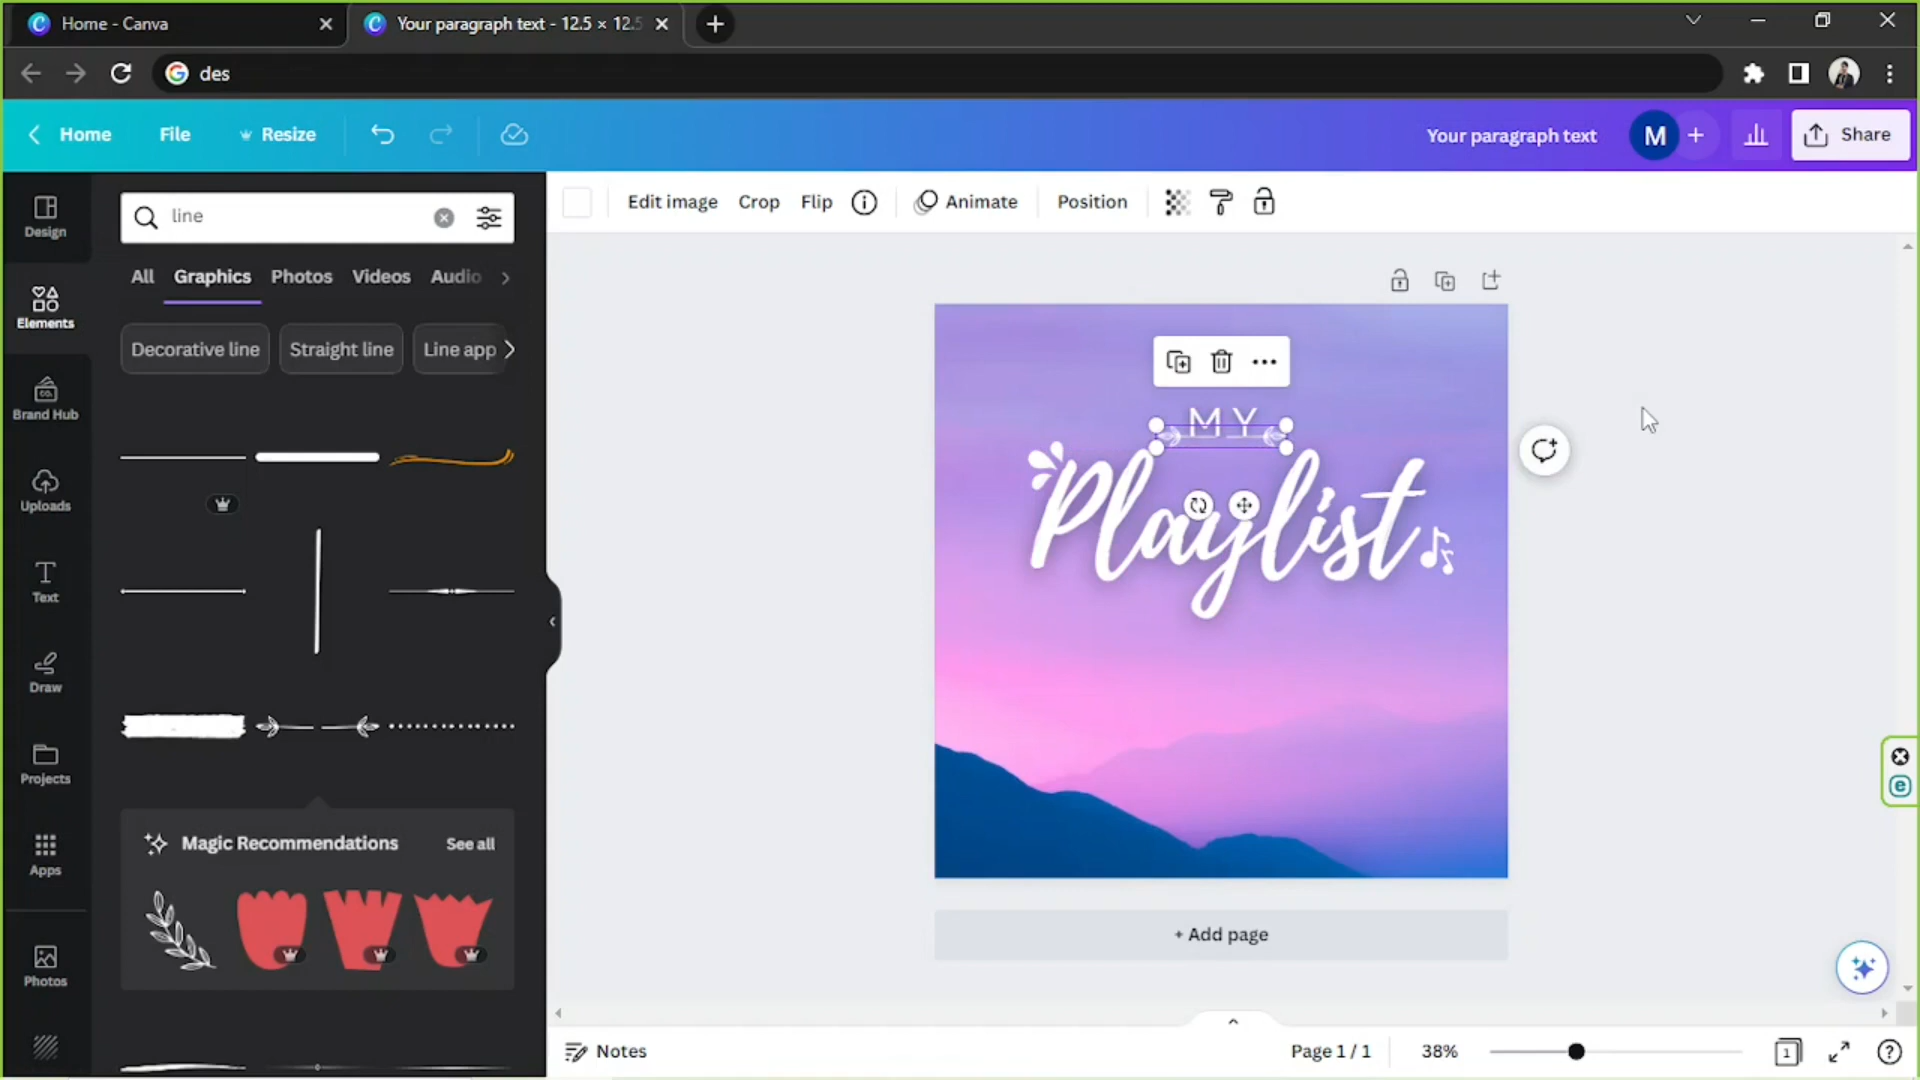 Home - Canva
Your paragraph text - 12.5 × 12.5
des
Home
File
Resize
Your paragraph text
M
Share
Design
Elements
Brand Hub
Uploads
Text
Draw
Projects
Apps
Photos
line
All
Graphics
Photos
Videos
Audio
Decorative line
Straight line
Line app
Magic Recommendations
See all
Edit image
Crop
Flip
Animate
Position
MY
Playlist
+ Add page
Notes
Page 1 / 1
38%
1